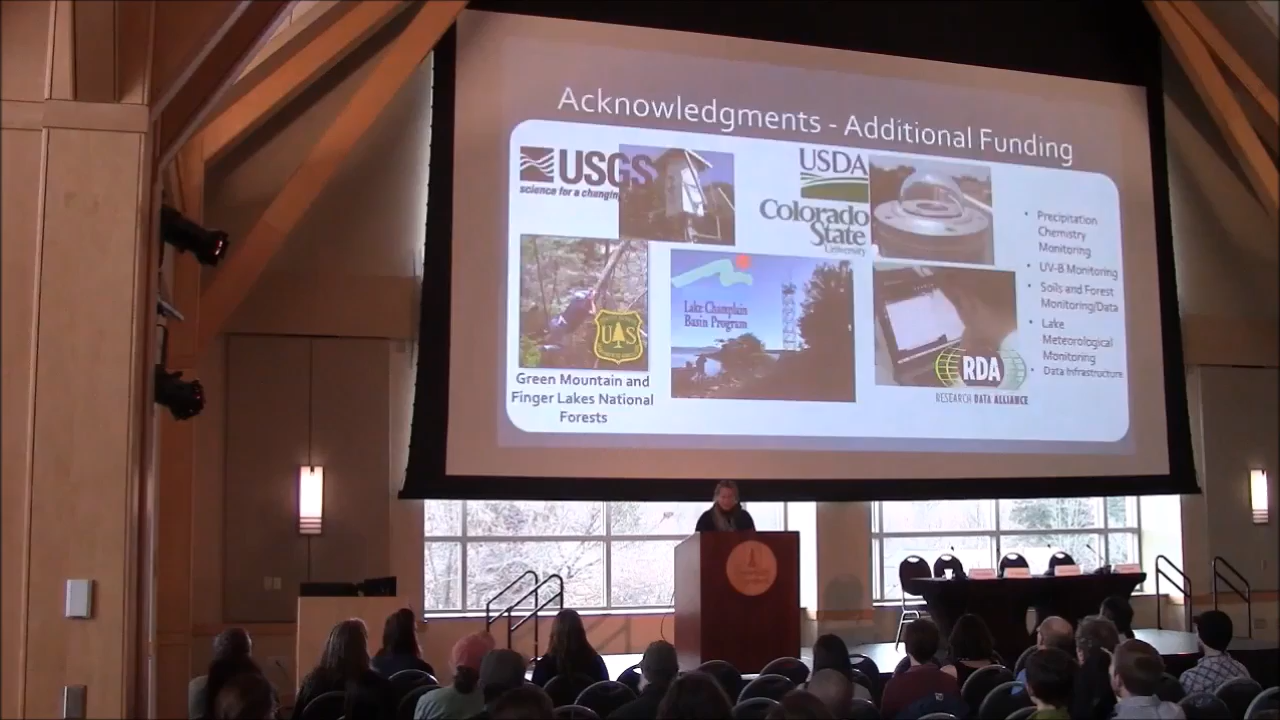 Acknowledgments - Additional Funding
USGS
science for a changing
USDA
Colorado
State
University
Lake Champlain
Basin Program
UAS
Green Mountain and
Finger Lakes National
Forests
RDA
RESEARCH DATA ALLIANCE
• Precipitation
Chemistry
Monitoring
• UV-B Monitoring
• Soils and Forest
Monitoring/Data
• Lake
Meteorological
Monitoring
• Data Infrastructure